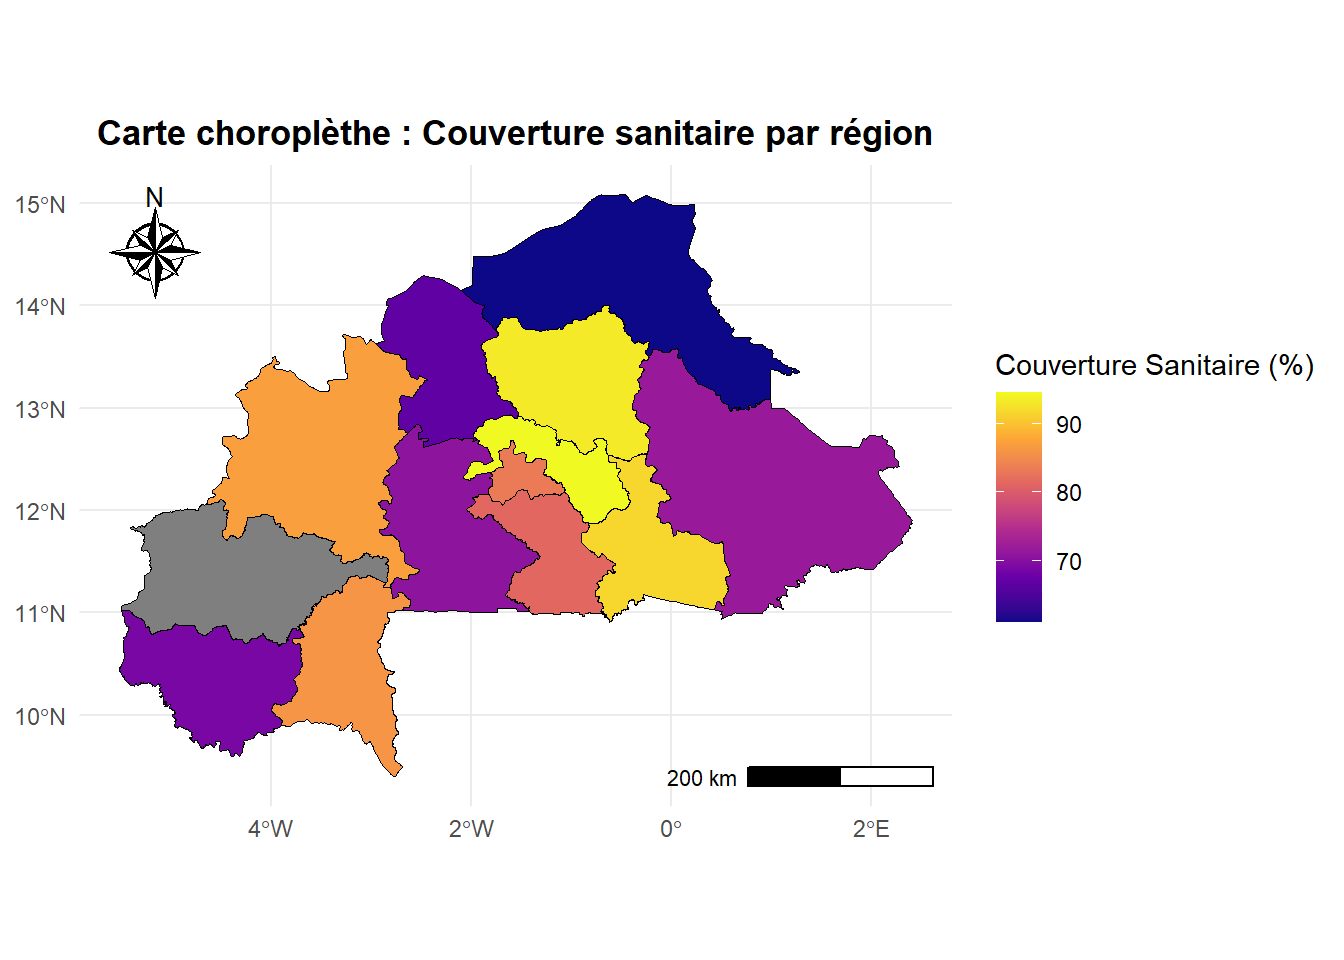 Carte choroplèthe : Couverture sanitaire par région
N
15°N
14°N
13°N
12°N
11°N
10°N
4°W
2°W
0°
2°E
200 km
Couverture Sanitaire (%)
90
80
70